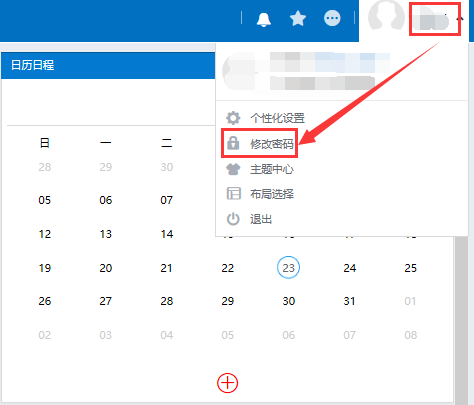 日历日程
个性化设置
修改密码
主题中心
布局选择
退出
日 一 二
28 29 30
05 06 07
12 13 14
19 20 21 22 23 24 25
26 27 28 29 30 31 01
02 03 04 05 06 07 08